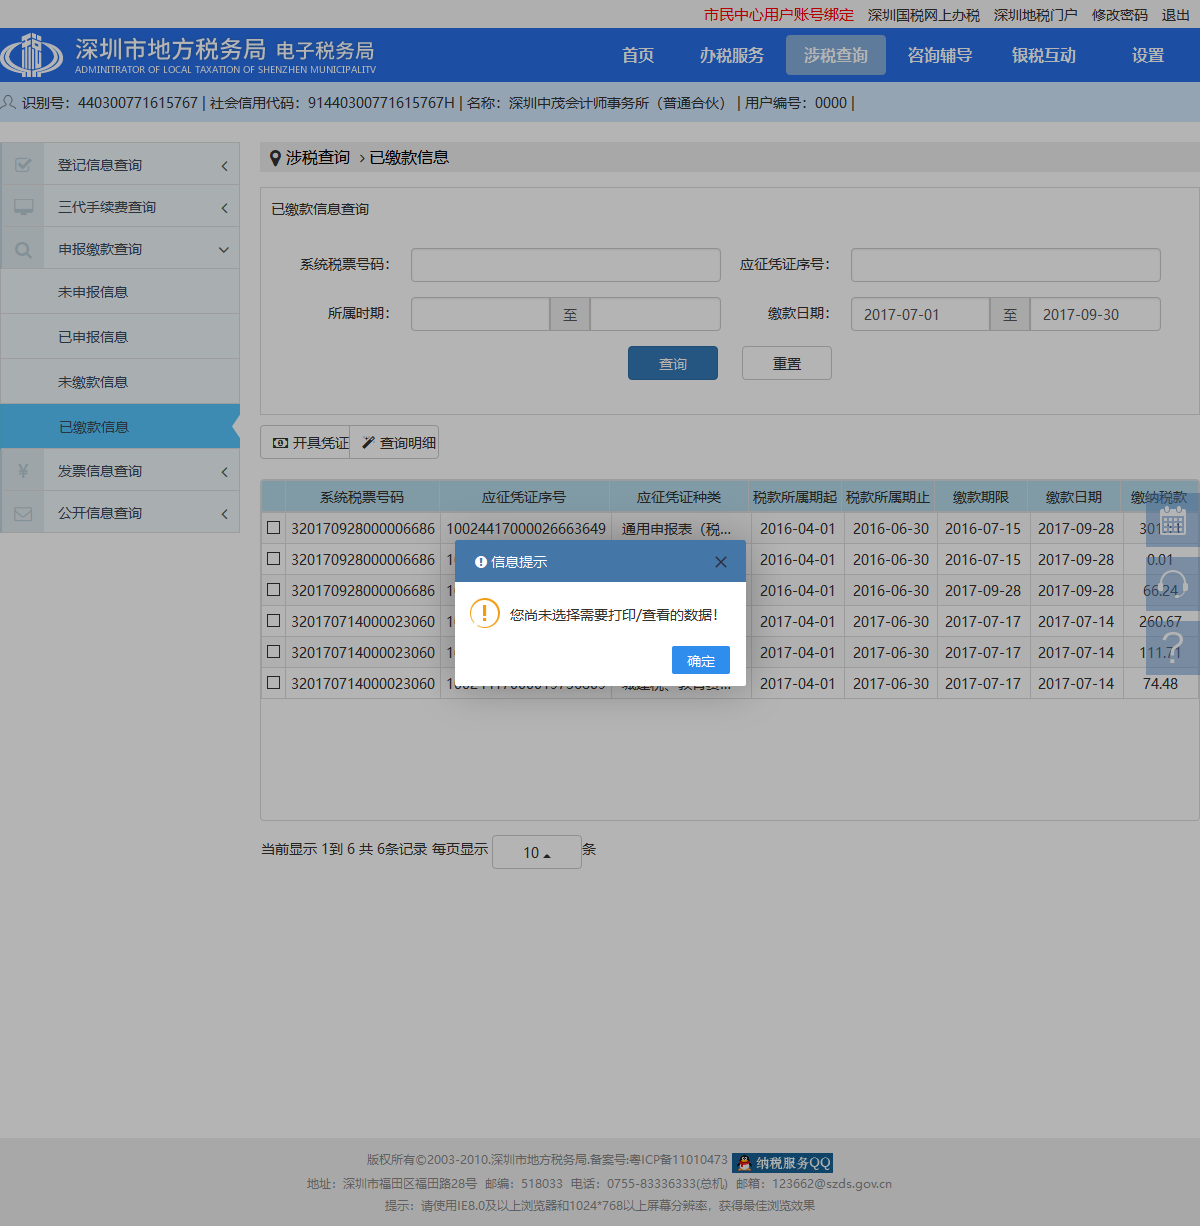 市民中心用户账号绑定 深圳国税网上办税 深圳地税门户 修改密码 退出
深圳市地方税务局 电子税务局
ADMINITRATOR OF LOCAL TAXATION OF SHENZHEN MUNICIPALITV
首页 办税服务 涉税查询 咨询辅导 银税互动 设置
识别号：440300771615767 | 社会信用代码：91440300771615767H | 名称：深圳中茂会计师事务所（普通合伙） | 用户编号：0000 |
登记信息查询
三代手续费查询
申报缴款查询
未申报信息
已申报信息
未缴款信息
已缴款信息
发票信息查询
公开信息查询
涉税查询 › 已缴款信息
已缴款信息查询
系统税票号码： 应征凭证序号：
所属时期： 至 缴款日期： 2017-07-01 至 2017-09-30
查询 重置
开具凭证 查询明细
系统税票号码 应征凭证序号 应征凭证种类 税款所属期起 税款所属期止 缴款期限 缴款日期 缴纳税款
320170928000006686 10024417000026663649 通用申报表（税... 2016-04-01 2016-06-30 2016-07-15 2017-09-28
320170928000006686 2016-04-01 2016-06-30 2016-07-15 2017-09-28 0.01
320170928000006686 2016-04-01 2016-06-30 2017-09-28 2017-09-28 66.24
320170714000023060 2017-04-01 2017-06-30 2017-07-17 2017-07-14 260.67
320170714000023060 2017-04-01 2017-06-30 2017-07-17 2017-07-14 111.71
320170714000023060 2017-04-01 2017-06-30 2017-07-17 2017-07-14 74.48
信息提示
您尚未选择需要打印/查看的数据！
确定
当前显示 1到 6 共 6条记录 每页显示 10 条
版权所有©2003-2010.深圳市地方税务局.备案号:粤ICP备11010473 纳税服务QQ
地址：深圳市福田区福田路28号 邮编：518033 电话：0755-83336333(总机) 邮箱：123662@szds.gov.cn
提示：请使用IE8.0及以上浏览器和1024*768以上屏幕分辨率，获得最佳浏览效果